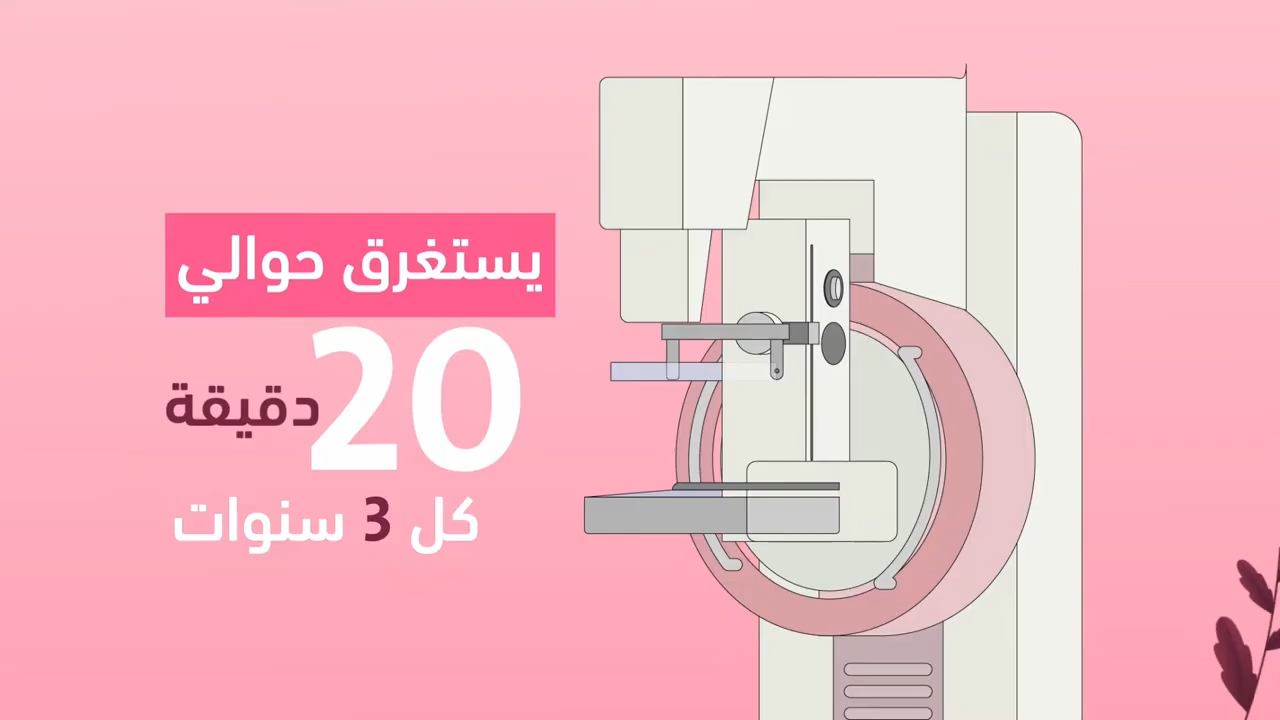 يستغرق حوالي
20 دقيقة
كل 3 سنوات